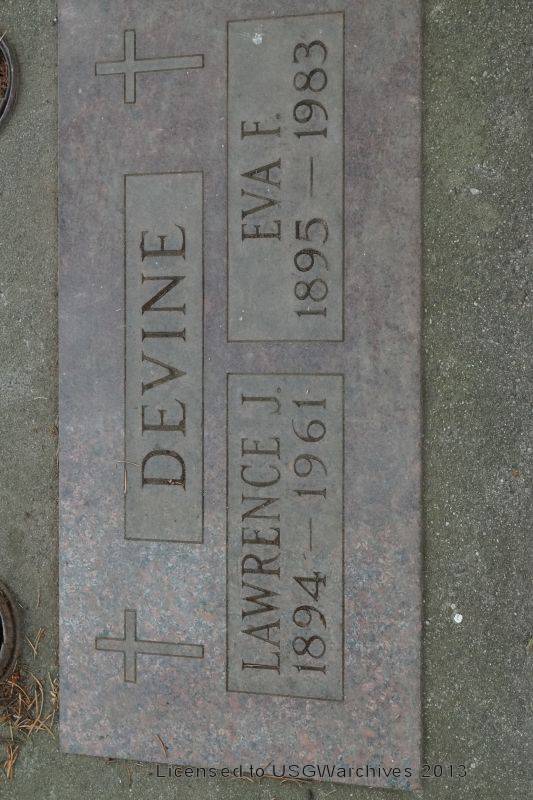 DEVINE
LAWRENCE J.
1894 – 1961
EVA F.
1895 – 1983
Licensed to USGWarchives 2013